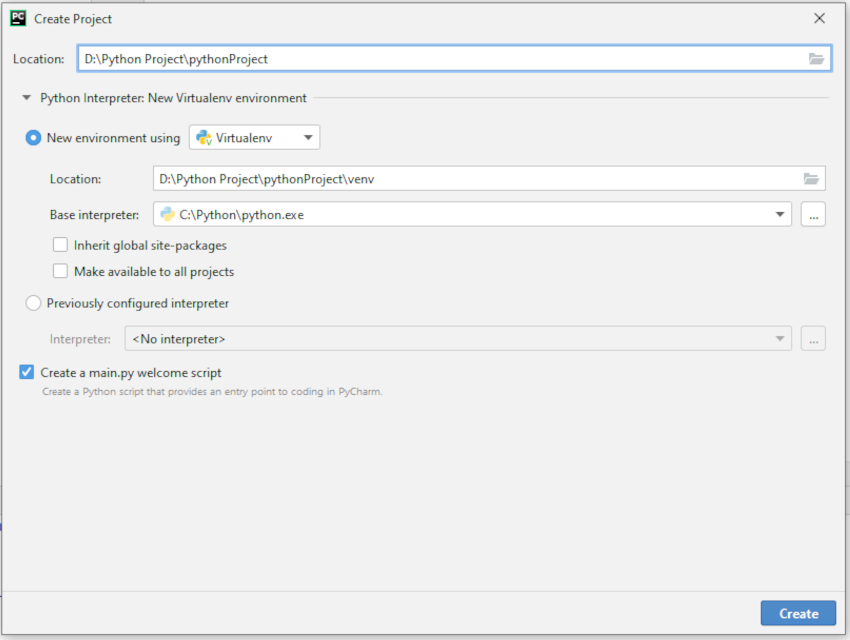 PC Create Project
Location: D:\Python Project\pythonProject
Python Interpreter: New Virtualenv environment
New environment using Virtualenv
Location: D:\Python Project\pythonProject\venv
Base interpreter: C:\Python\python.exe ...
Inherit global site-packages
Make available to all projects
Previously configured interpreter
Interpreter: <No interpreter> ...
Create a main.py welcome script
Create a Python script that provides an entry point to coding in PyCharm.
Create